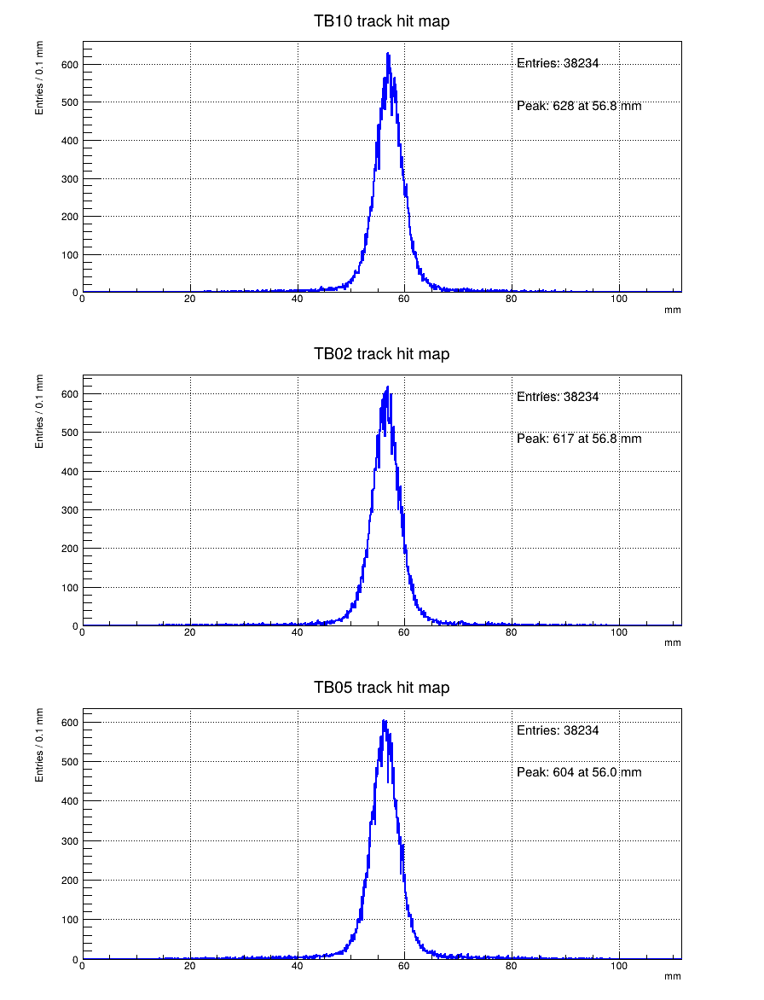 TB10 track hit map
Entries / 0.1 mm
600
500
400
300
200
100
0
Entries: 38234
Peak: 628 at 56.8 mm
0 20 40 60 80 100
mm
TB02 track hit map
Entries / 0.1 mm
600
500
400
300
200
100
0
Entries: 38234
Peak: 617 at 56.8 mm
0 20 40 60 80 100
mm
TB05 track hit map
Entries / 0.1 mm
600
500
400
300
200
100
0
Entries: 38234
Peak: 604 at 56.0 mm
0 20 40 60 80 100
mm